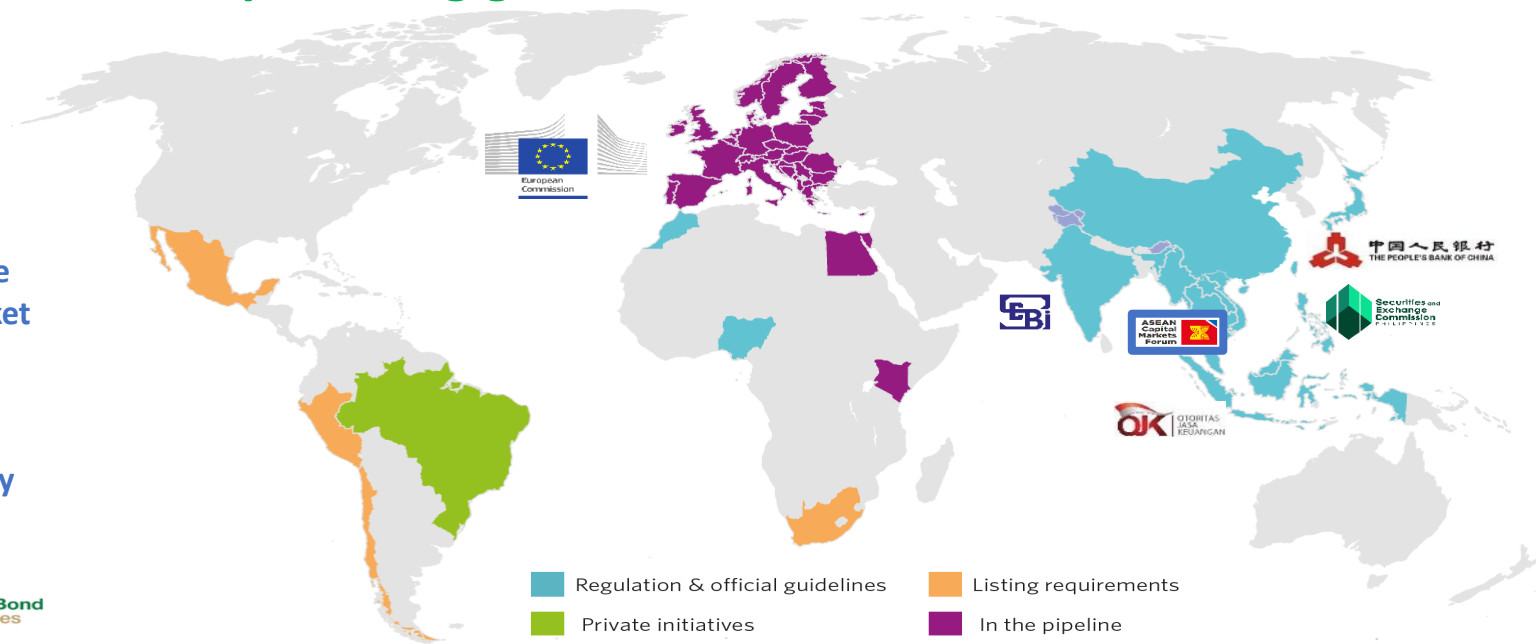 European
Commission
e
ket
y
Bond
es
中国人民银行
THE PEOPLE'S BANK OF CHINA
SEBI
Securities and
Exchange
Commission
PHILIPPINES
ASEAN
Capital
Markets
Forum
OJK
OTORITAS
JASA
KEUANGAN
Regulation & official guidelines
Listing requirements
Private initiatives
In the pipeline